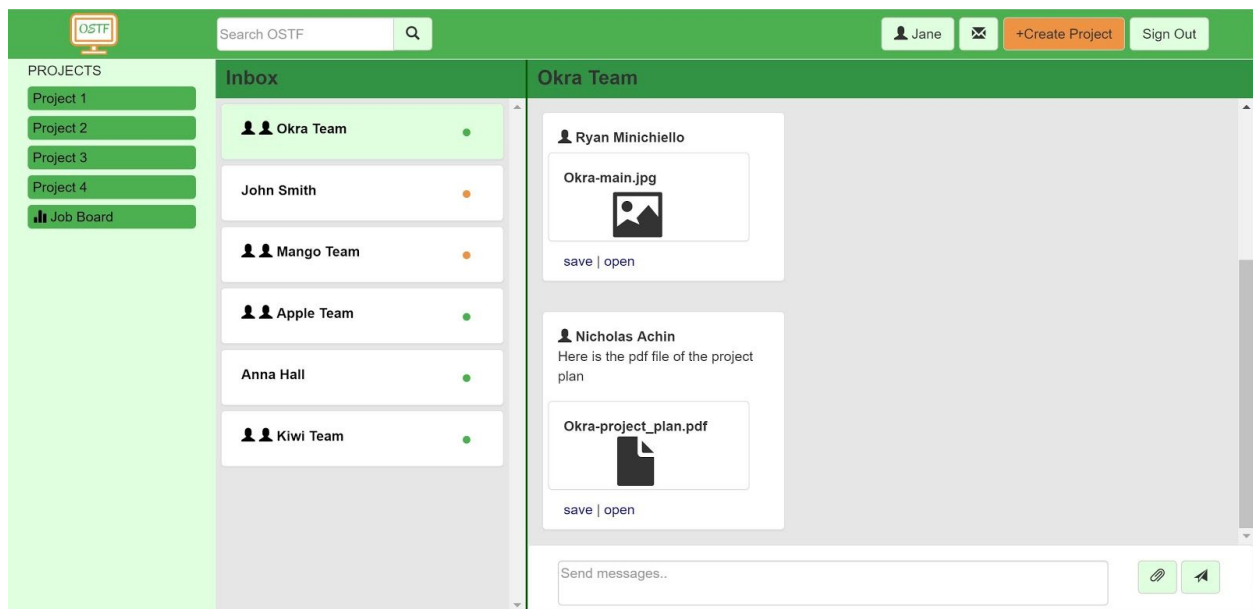 OSTF
Search OSTF
Jane
+Create Project
Sign Out
PROJECTS
Project 1
Project 2
Project 3
Project 4
Job Board
Inbox
Okra Team
John Smith
Mango Team
Apple Team
Anna Hall
Kiwi Team
Okra Team
Ryan Minichiello
Okra-main.jpg
save | open
Nicholas Achin
Here is the pdf file of the project
plan
Okra-project_plan.pdf
save | open
Send messages..